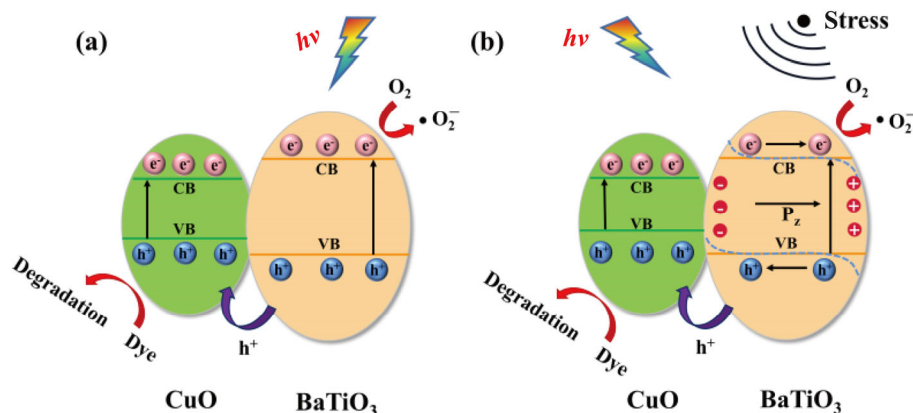 (a)
hν
O₂
• O₂⁻
e⁻ e⁻ e⁻
e⁻ e⁻ e⁻
CB
CB
VB
VB
h⁺ h⁺ h⁺
h⁺ h⁺ h⁺
Degradation
Dye
h⁺
CuO
BaTiO₃
(b)
hν
Stress
O₂
• O₂⁻
e⁻ e⁻ e⁻
e⁻ e⁻
CB
CB
- - -
P_z
+ + +
VB
VB
h⁺ h⁺ h⁺
h⁺ h⁺
Degradation
Dye
h⁺
CuO
BaTiO₃